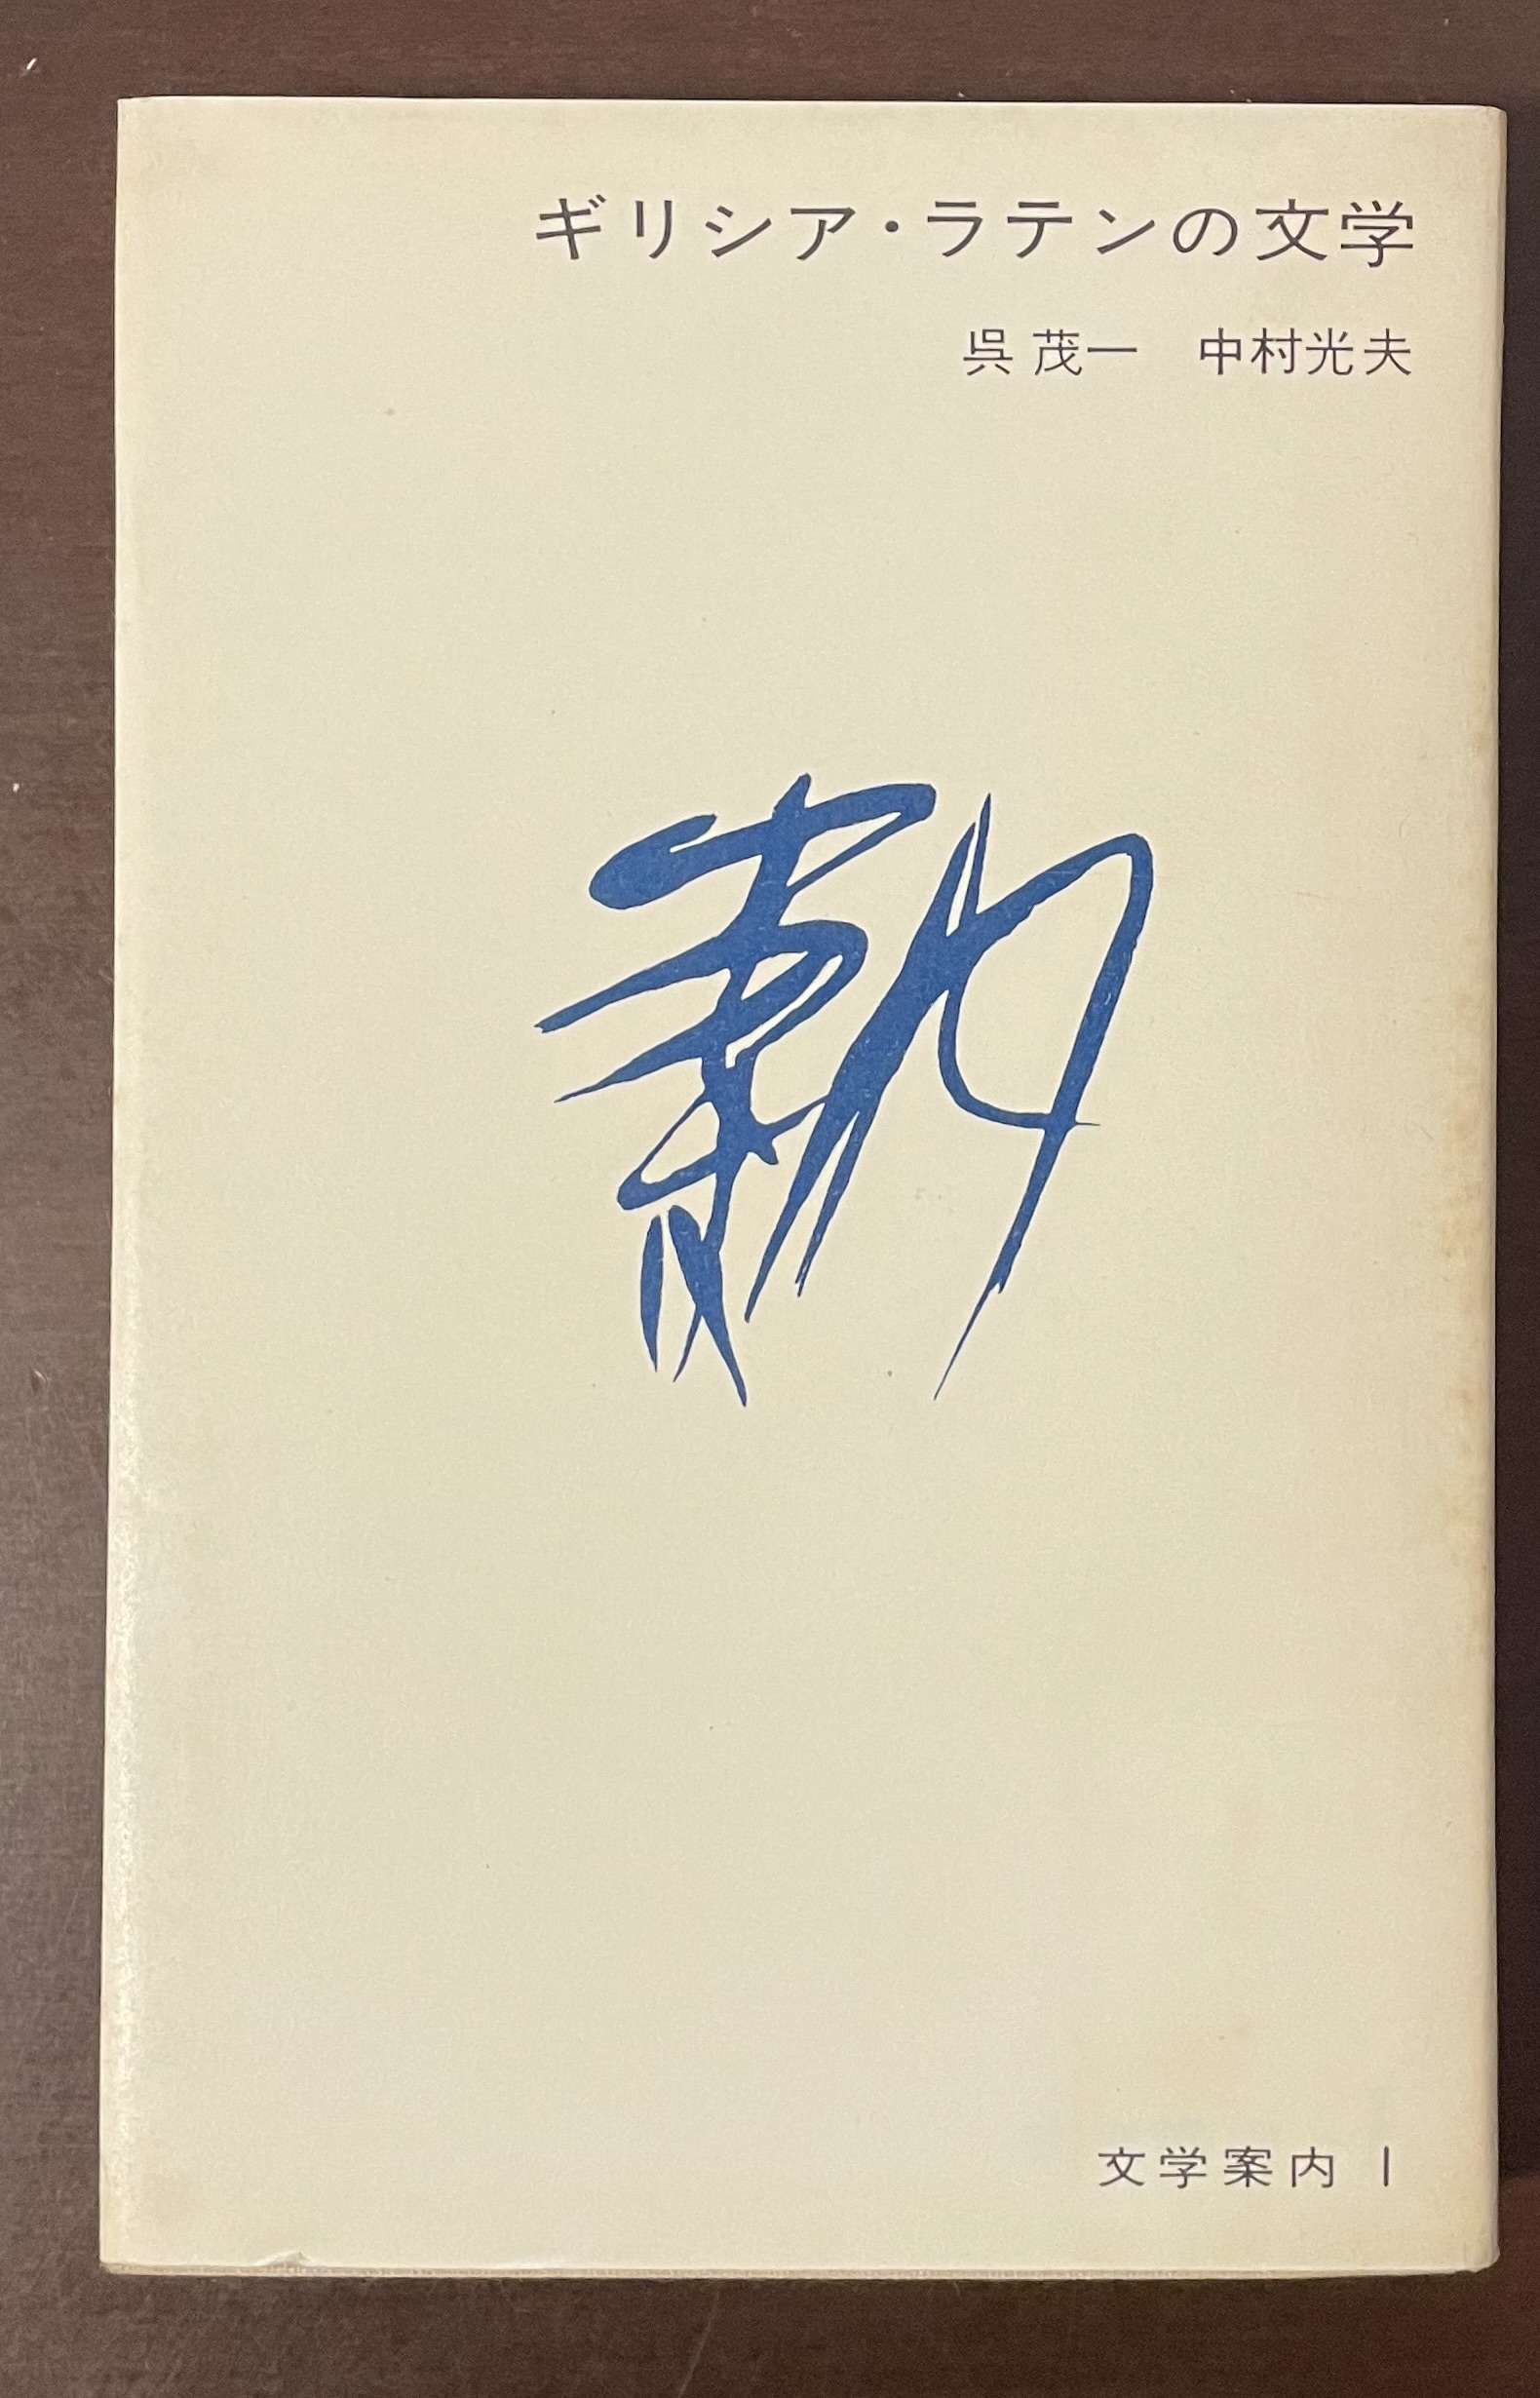 ギリシア・ラテンの文学
呉 茂一　中村光夫
文学案内 1